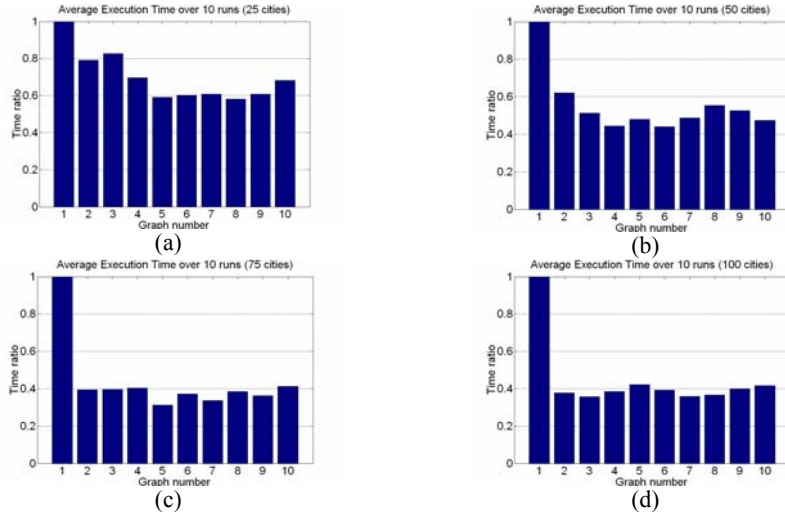 Average Execution Time over 10 runs (25 cities)
Time ratio
1
0.8
0.6
0.4
0.2
0
1 2 3 4 5 6 7 8 9 10
Graph number
(a)
Average Execution Time over 10 runs (50 cities)
Time ratio
1
0.8
0.6
0.4
0.2
0
1 2 3 4 5 6 7 8 9 10
Graph number
(b)
Average Execution Time over 10 runs (75 cities)
Time ratio
1
0.8
0.6
0.4
0.2
0
1 2 3 4 5 6 7 8 9 10
Graph number
(c)
Average Execution Time over 10 runs (100 cities)
Time ratio
1
0.8
0.6
0.4
0.2
0
1 2 3 4 5 6 7 8 9 10
Graph number
(d)